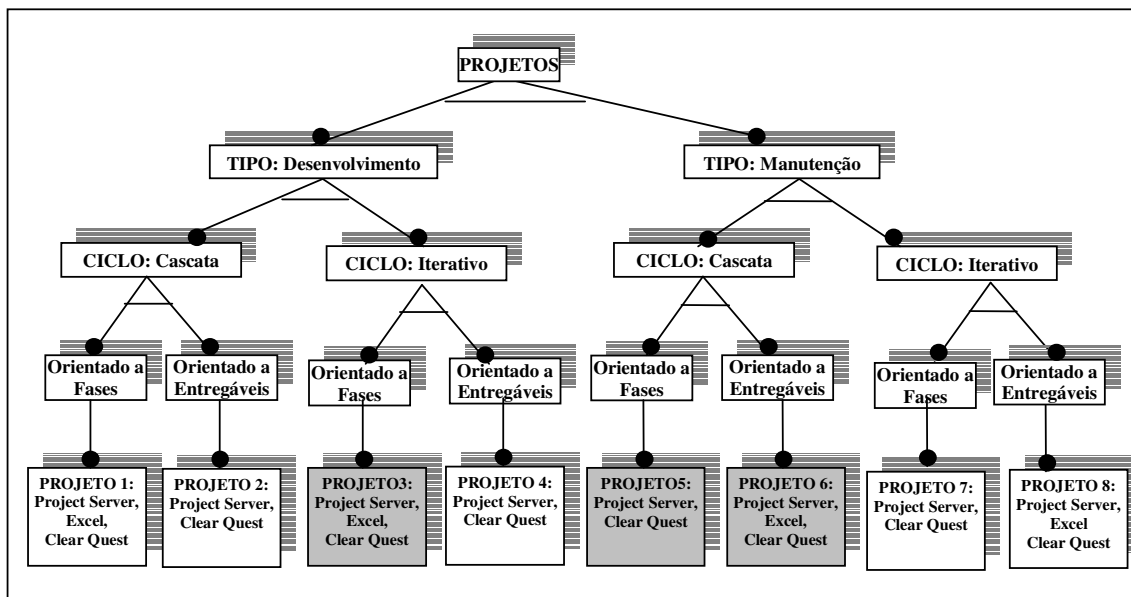 PROJETOS
TIPO: Desenvolvimento
TIPO: Manutenção
CICLO: Cascata
CICLO: Iterativo
CICLO: Cascata
CICLO: Iterativo
Orientado a
Fases
Orientado a
Entregáveis
Orientado a
Fases
Orientado a
Entregáveis
Orientado a
Fases
Orientado a
Entregáveis
Orientado a
Fases
Orientado a
Entregáveis
PROJETO 1:
Project Server,
Excel,
Clear Quest
PROJETO 2:
Project Server,
Clear Quest
PROJETO3:
Project Server,
Excel,
Clear Quest
PROJETO 4:
Project Server,
Clear Quest
PROJETO5:
Project Server,
Clear Quest
PROJETO 6:
Project Server,
Excel,
Clear Quest
PROJETO 7:
Project Server,
Clear Quest
PROJETO 8:
Project Server,
Excel
Clear Quest